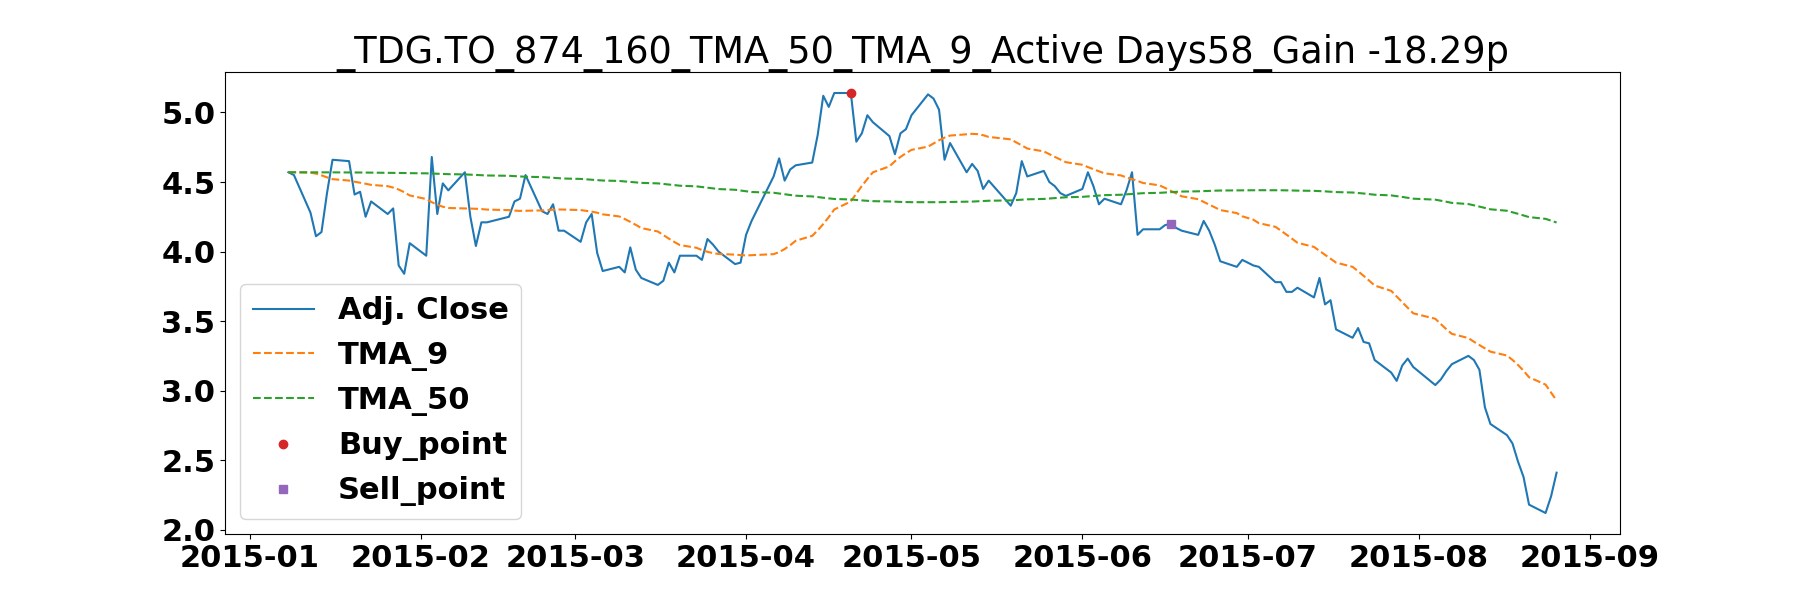 _TDG.TO_874_160_TMA_50_TMA_9_Active Days58_Gain -18.29p
5.0
4.5
4.0
3.5
3.0
2.5
2.0
Adj. Close
TMA_9
TMA_50
Buy_point
Sell_point
2015-01 2015-02 2015-03 2015-04 2015-05 2015-06 2015-07 2015-08 2015-09